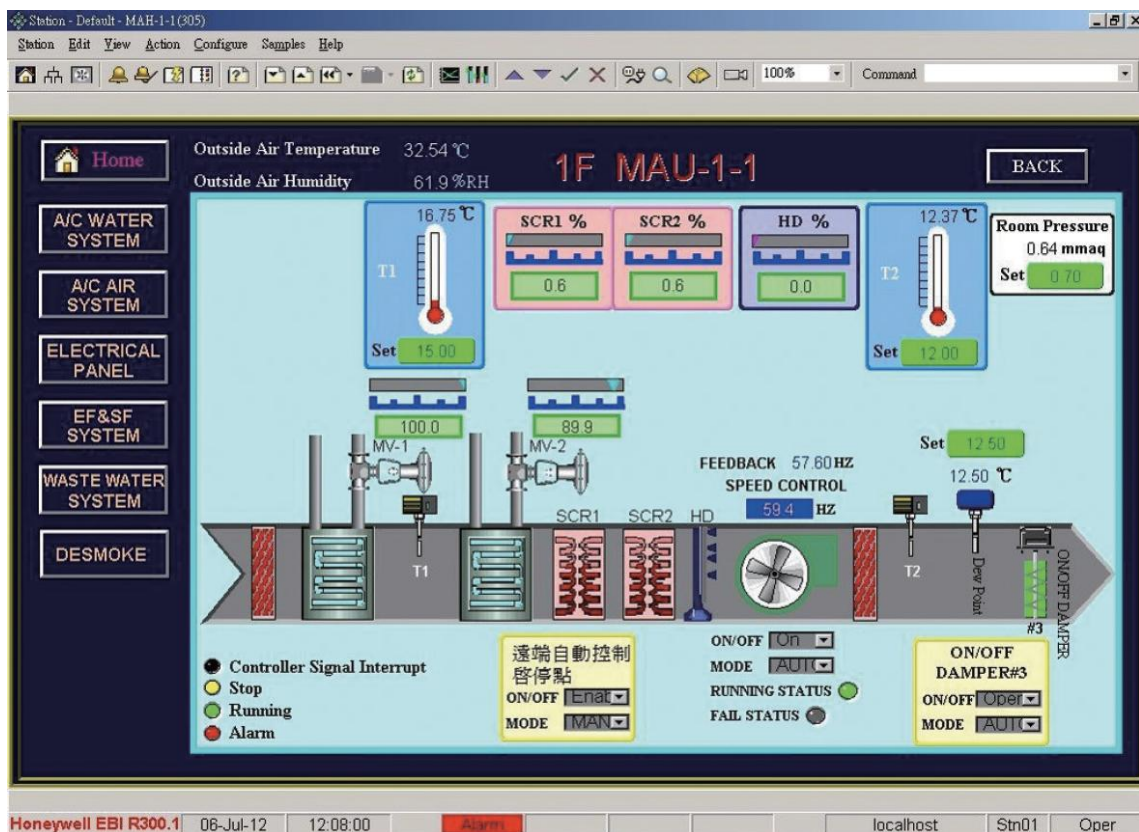 Station - Default - MAH-1-1(305)
Station Edit View Action Configure Samples Help
100% Command
Home
Outside Air Temperature 32.54 ℃
Outside Air Humidity 61.9 %RH
1F MAU-1-1
BACK
A/C WATER
SYSTEM
A/C AIR
SYSTEM
ELECTRICAL
PANEL
EF&SF
SYSTEM
WASTE WATER
SYSTEM
DESMOKE
16.75 ℃
T1
Set 15.00
SCR1 %
0.6
SCR2 %
0.6
HD %
0.0
12.37 ℃
T2
Set 12.00
Room Pressure
0.64 mmaq
Set 0.70
100.0
MV-1
89.9
MV-2
FEEDBACK 57.60 HZ
SPEED CONTROL
59.4 HZ
Set 12.50
12.50 ℃
SCR1 SCR2 HD
T1
T2
Dew Point
ON/OFF DAMPER
#3
Controller Signal Interrupt
Stop
Running
Alarm
遠端自動控制
啓停點
ON/OFF Enab
MODE MAN
ON/OFF On
MODE AUTO
RUNNING STATUS
FAIL STATUS
ON/OFF
DAMPER#3
ON/OFF Open
MODE AUTO
Honeywell EBI R300.1 06-Jul-12 12:08:00 Alarm localhost Stn01 Oper